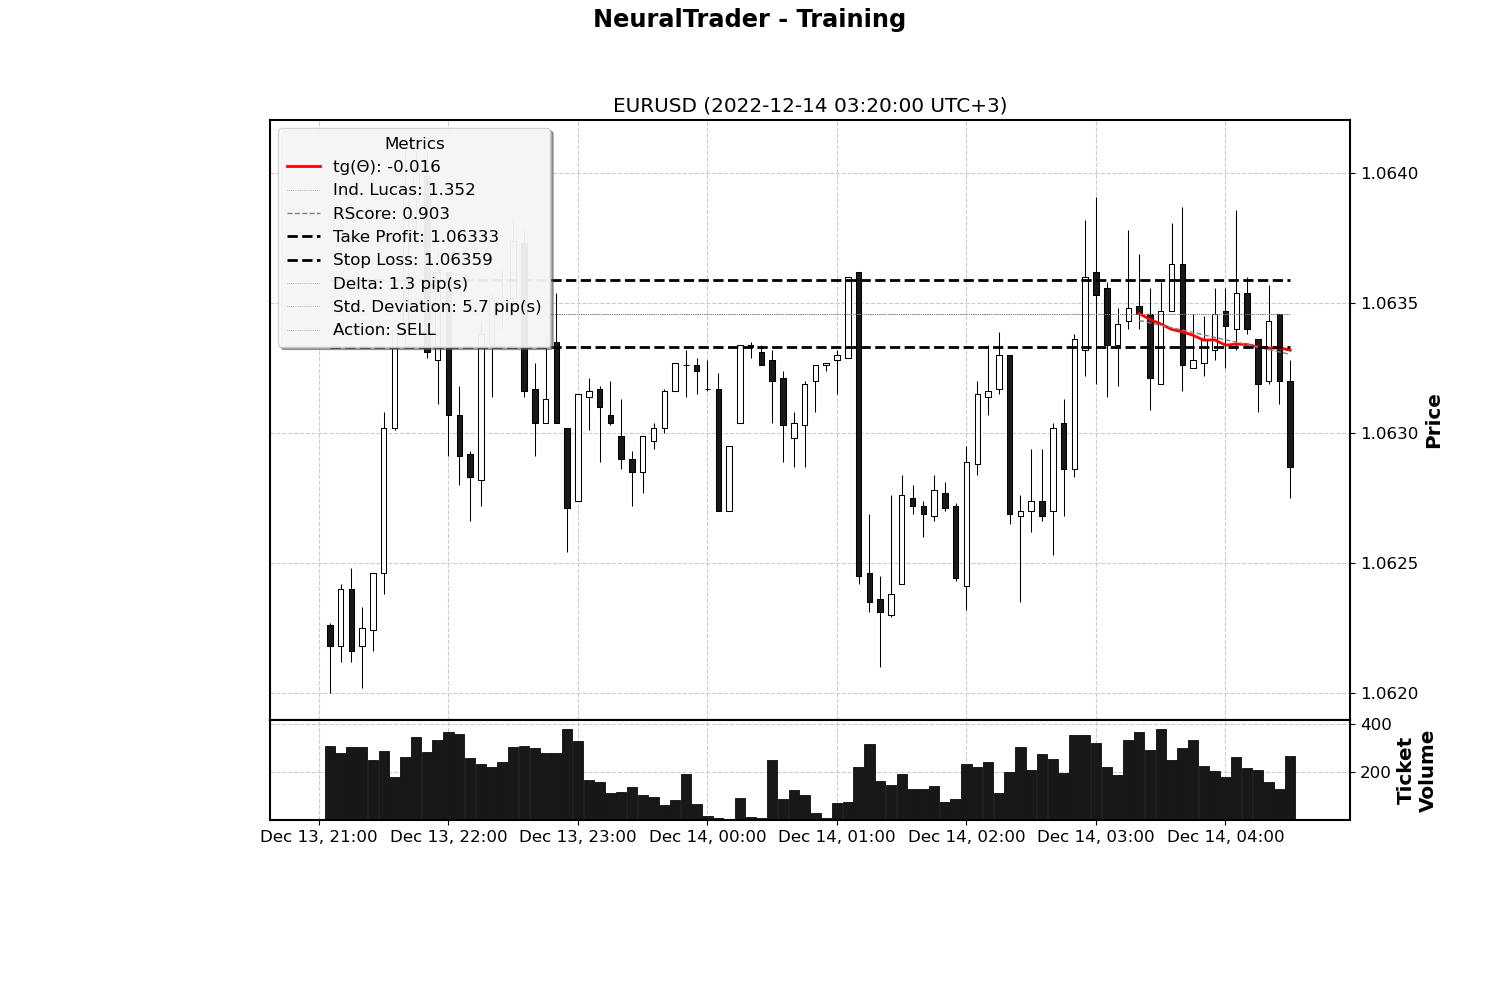 NeuralTrader - Training
EURUSD (2022-12-14 03:20:00 UTC+3)
Metrics
tg(Θ): -0.016
Ind. Lucas: 1.352
RScore: 0.903
Take Profit: 1.06333
Stop Loss: 1.06359
Delta: 1.3 pip(s)
Std. Deviation: 5.7 pip(s)
Action: SELL
1.0640
1.0635
1.0630
1.0625
1.0620
Price
400
200
Ticket
Volume
Dec 13, 21:00 Dec 13, 22:00 Dec 13, 23:00 Dec 14, 00:00 Dec 14, 01:00 Dec 14, 02:00 Dec 14, 03:00 Dec 14, 04:00